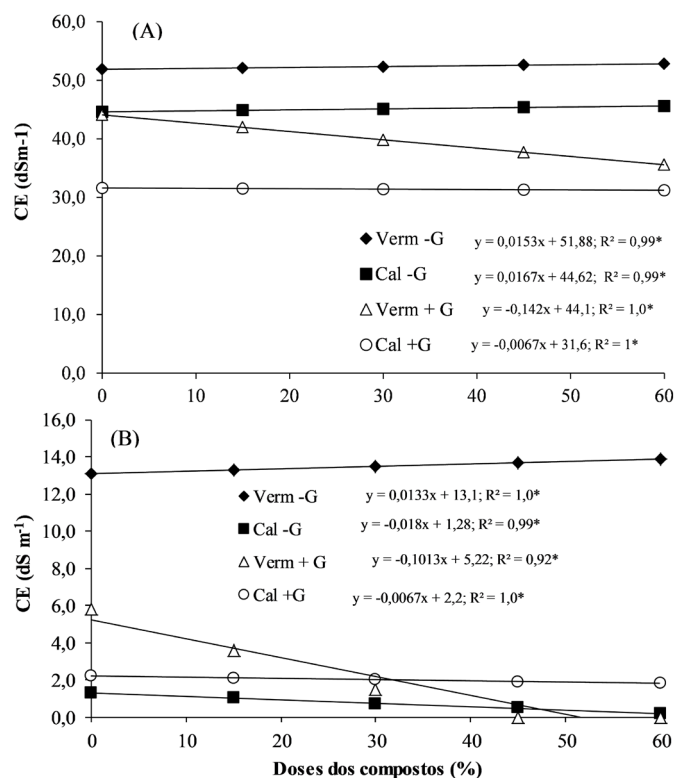 (A)
60,0
50,0
40,0
30,0
20,0
10,0
0,0
CE (dSm-1)
Verm -G y = 0,0153x + 51,88; R² = 0,99*
Cal -G y = 0,0167x + 44,62; R² = 0,99*
Verm + G y = -0,142x + 44,1; R² = 1,0*
Cal +G y = -0,0067x + 31,6; R² = 1*
0 10 20 30 40 50 60
(B)
16,0
14,0
12,0
10,0
8,0
6,0
4,0
2,0
0,0
CE (dS m-1)
Verm -G y = 0,0133x + 13,1; R² = 1,0*
Cal -G y = -0,018x + 1,28; R² = 0,99*
Verm + G y = -0,1013x + 5,22; R² = 0,92*
Cal +G y = -0,0067x + 2,2; R² = 1,0*
0 10 20 30 40 50 60
Doses dos compostos (%)